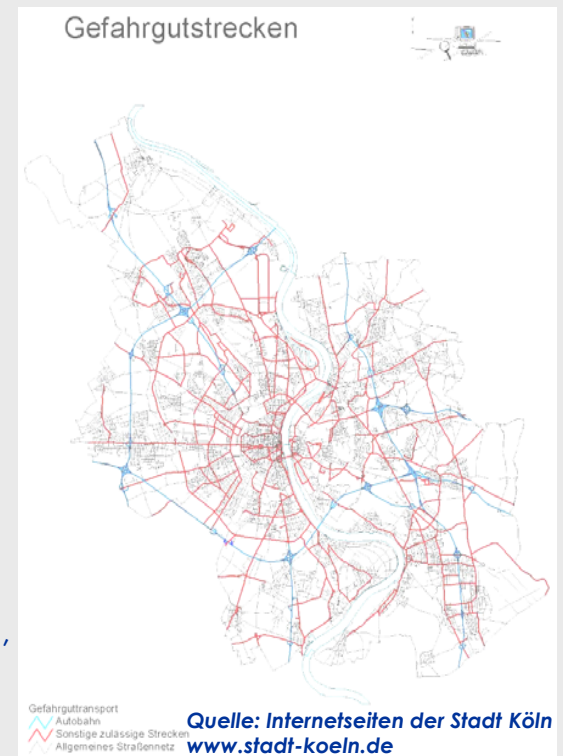 Gefahrgutstrecken
,
Gefahrguttransport
Autobahn
Sonstige zulässige Strecken
Allgemeines Straßennetz
Quelle: Internetseiten der Stadt Köln
www.stadt-koeln.de